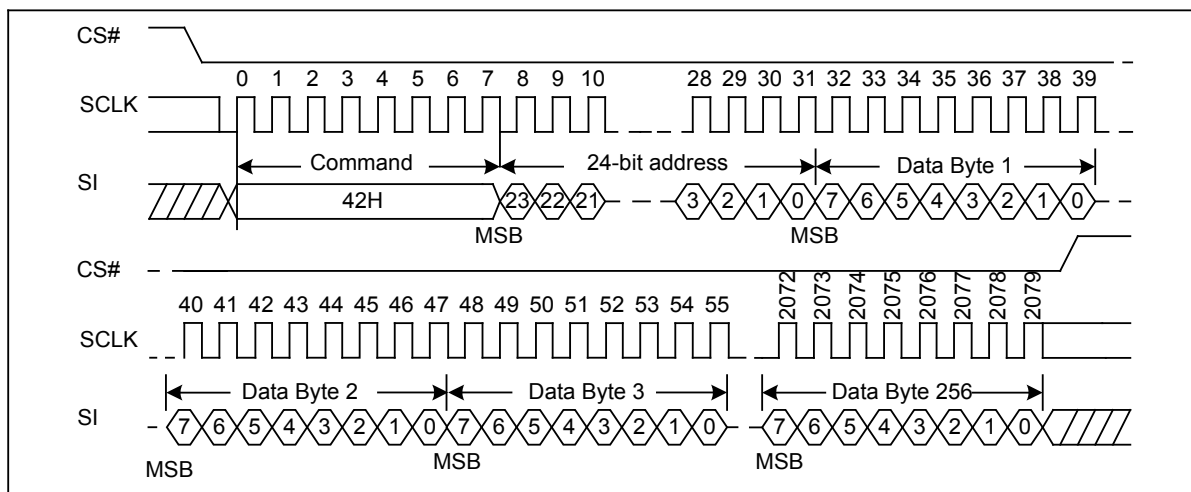 CS#
0 1 2 3 4 5 6 7 8 9 10 28 29 30 31 32 33 34 35 36 37 38 39
SCLK
Command 24-bit address Data Byte 1
SI
42H 23 22 21 3 2 1 0 7 6 5 4 3 2 1 0
MSB MSB
CS#
40 41 42 43 44 45 46 47 48 49 50 51 52 53 54 55 2072 2073 2074 2075 2076 2077 2078 2079
SCLK
Data Byte 2 Data Byte 3 Data Byte 256
SI
7 6 5 4 3 2 1 0 7 6 5 4 3 2 1 0 7 6 5 4 3 2 1 0
MSB MSB MSB